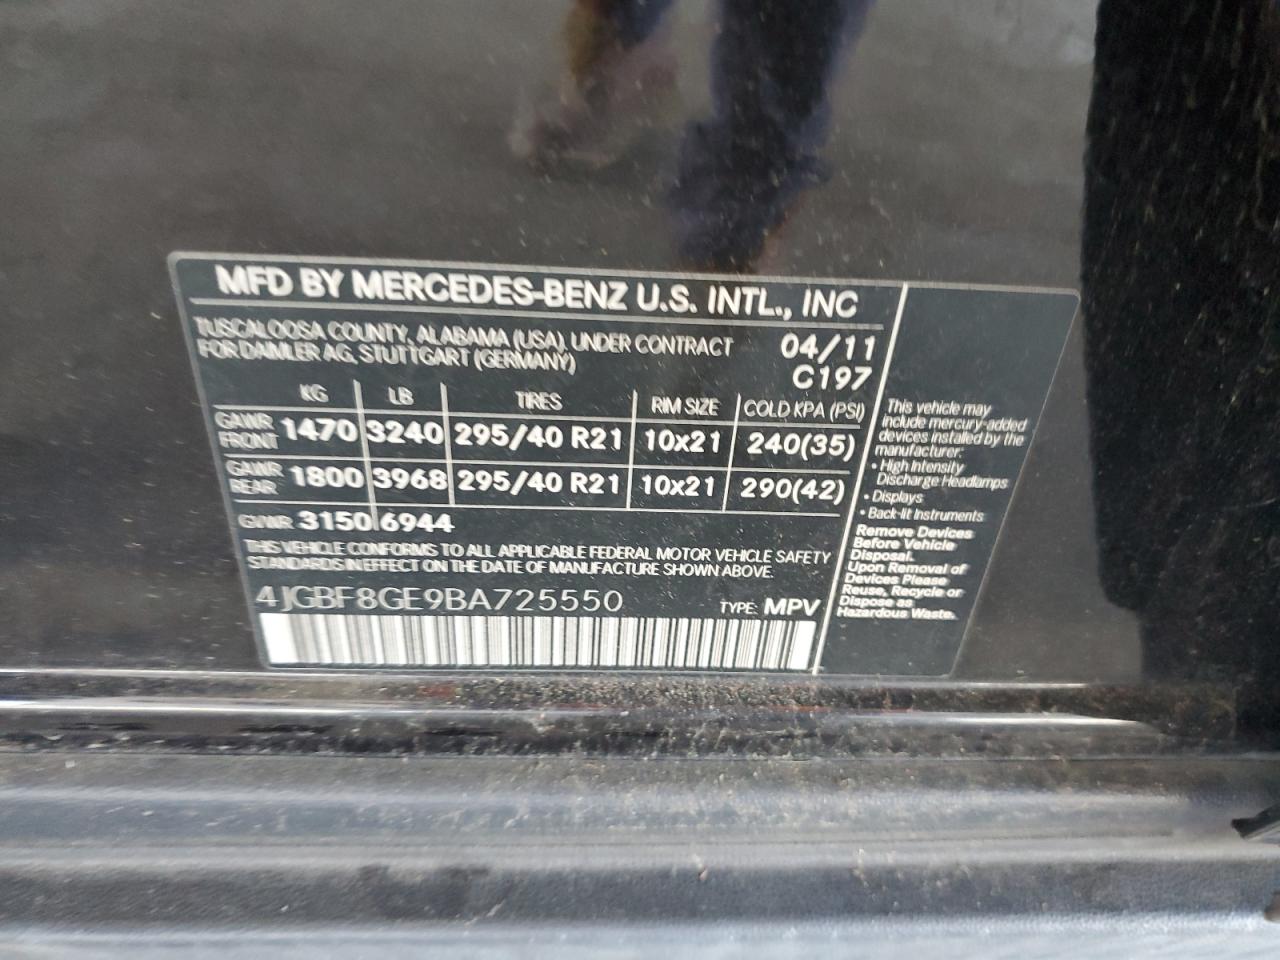 MFD BY MERCEDES-BENZ U.S. INTL., INC
TUSCALOOSA COUNTY, ALABAMA (USA), UNDER CONTRACT
FOR DAIMLER AG, STUTTGART (GERMANY)
04/11
C197
KG LB TIRES RIM SIZE COLD KPA (PSI)
GAWR FRONT 1470 3240 295/40 R21 10x21 240(35)
GAWR REAR 1800 3968 295/40 R21 10x21 290(42)
GVWR 3150 6944
THIS VEHICLE CONFORMS TO ALL APPLICABLE FEDERAL MOTOR VEHICLE SAFETY
STANDARDS IN EFFECT ON THE DATE OF MANUFACTURE SHOWN ABOVE.
4JGBF8GE9BA725550 TYPE: MPV
This vehicle may
include mercury-added
devices installed by the
manufacturer:
• High Intensity
Discharge Headlamps
• Displays
• Back-lit Instruments
Remove Devices
Before Vehicle
Disposal.
Upon Removal of
Devices Please
Reuse, Recycle or
Dispose as
Hazardous Waste.